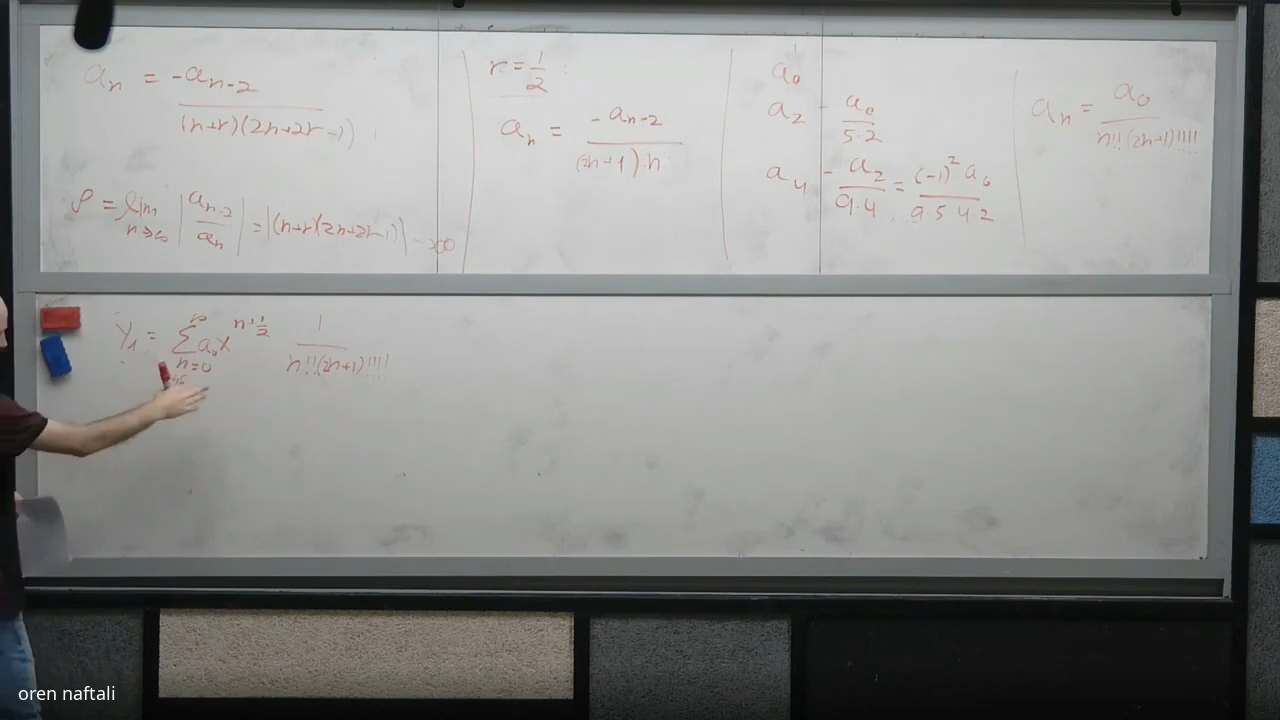 aₙ = -aₙ₋₂ / (n+r)(2n+2r-1)
ρ = lim n→∞ | aₙ₋₂ / aₙ | = |(n+r)(2n+2r-1)| → ∞
r = 1/2
aₙ = -aₙ₋₂ / (2n+1)·n
a₀
a₂ - a₀ / 5·2
a₄ - a₂ / 9·4 = (-1)² a₀ / 9 5 4 2
aₙ = a₀ / n!!(2n+1)!!!!
y₁ = ∑ n=0 ∞ a₀ x^(n+1/2) 1 / n!!(2n+1)!!!!
oren naftali